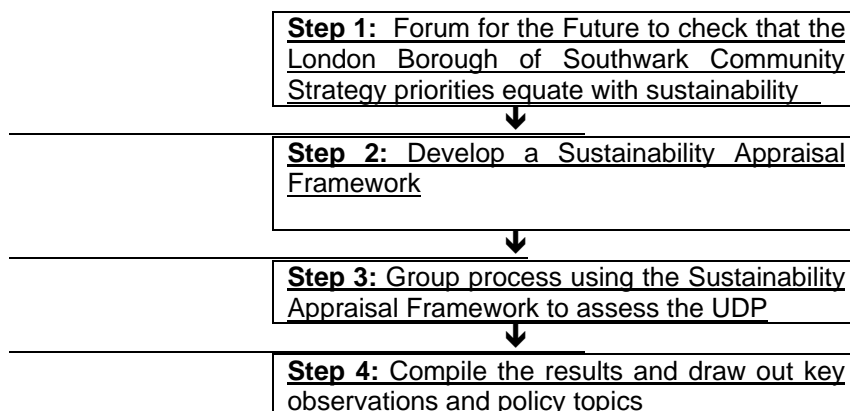 Step 1: Forum for the Future to check that the
London Borough of Southwark Community
Strategy priorities equate with sustainability
Step 2: Develop a Sustainability Appraisal
Framework
Step 3: Group process using the Sustainability
Appraisal Framework to assess the UDP
Step 4: Compile the results and draw out key
observations and policy topics